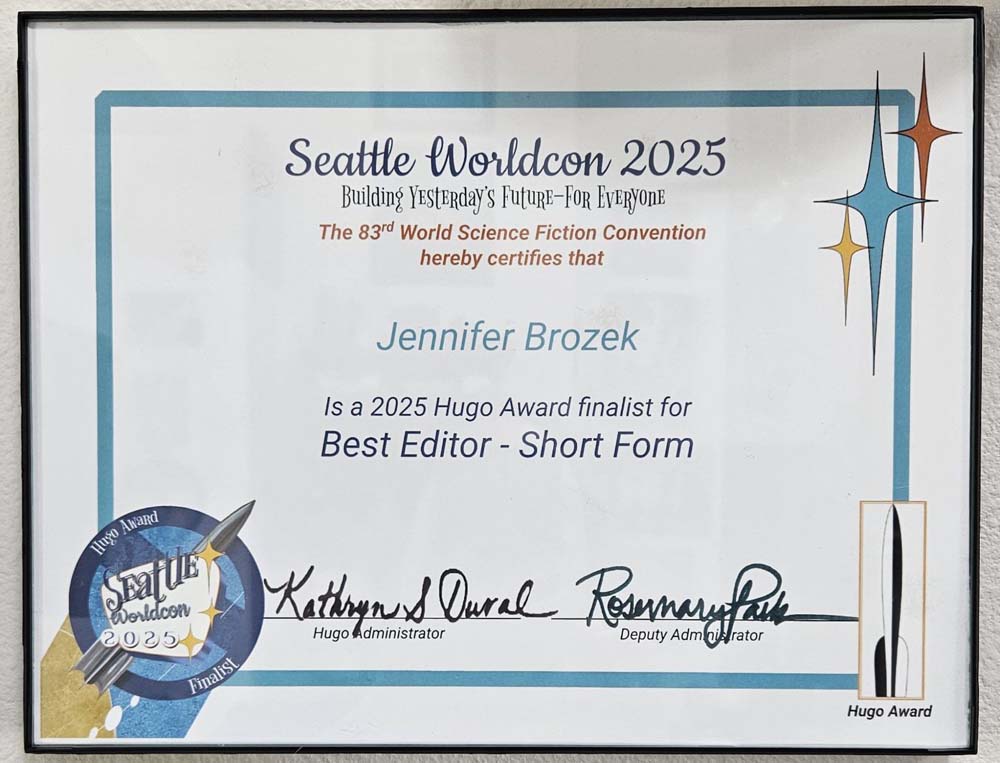 Seattle Worldcon 2025
Building Yesterday's Future–For Everyone
The 83rd World Science Fiction Convention
hereby certifies that
Jennifer Brozek
Is a 2025 Hugo Award finalist for
Best Editor - Short Form
Hugo Award
Seattle
Worldcon
2025
Finalist
Kathryn S Duval
Hugo Administrator
Rosemary Park
Deputy Administrator
Hugo Award